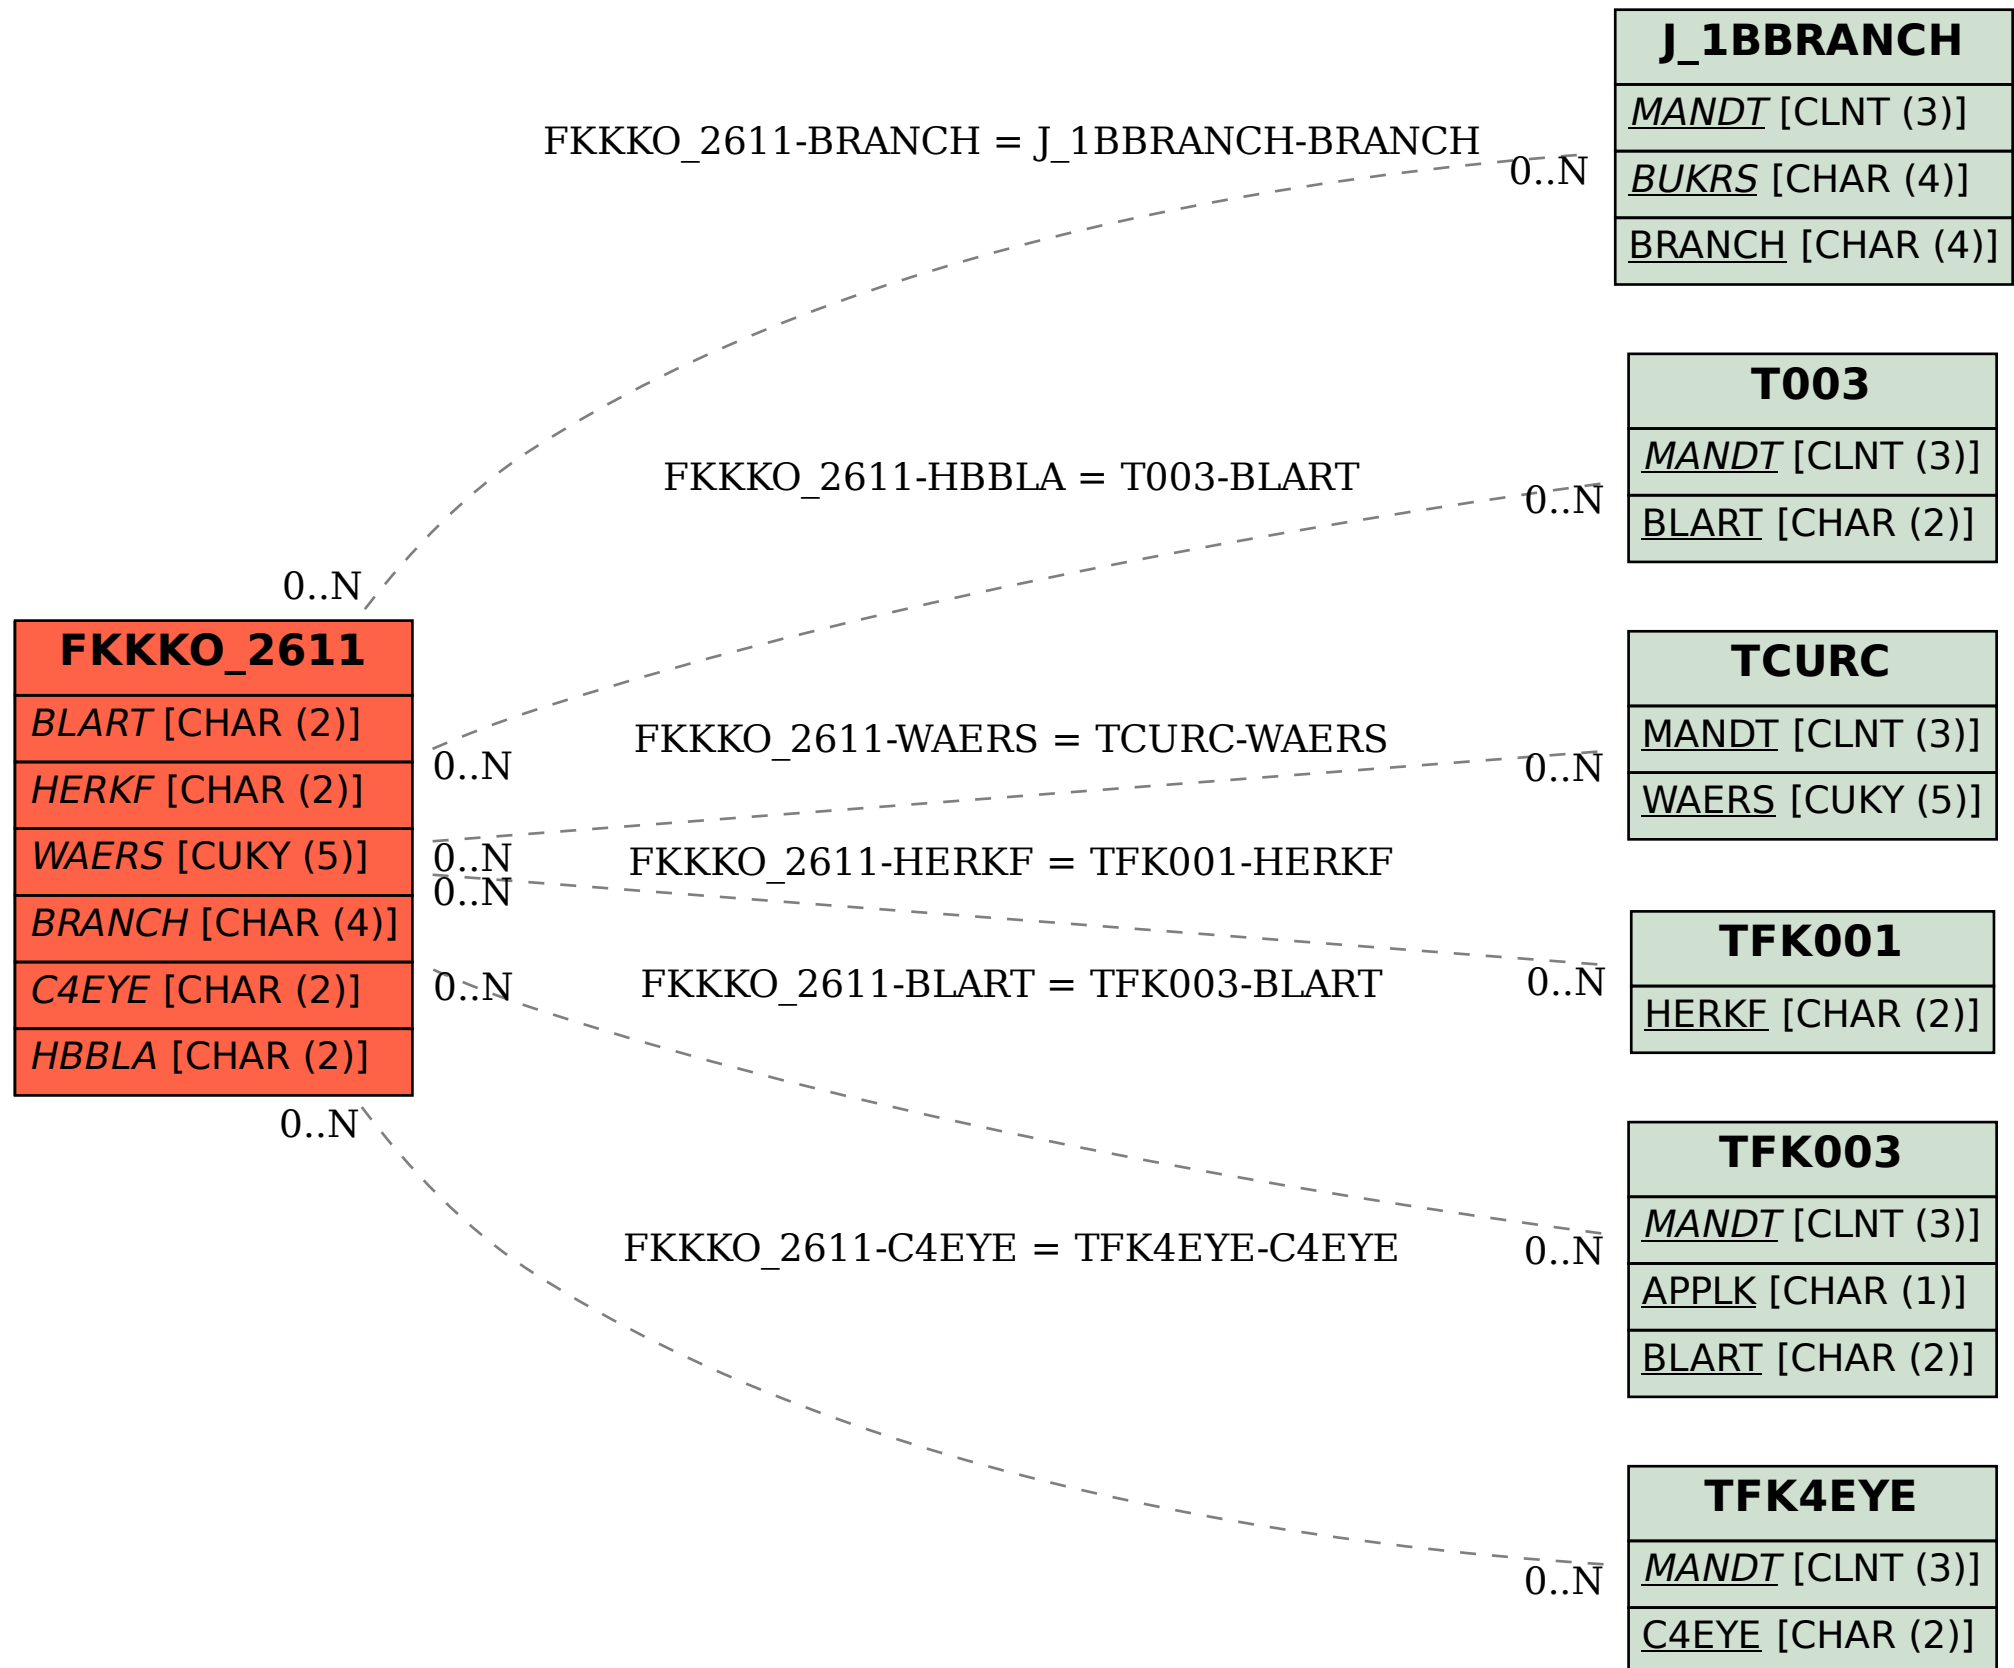 J_1BBRANCH
MANDT [CLNT (3)]
BUKRS [CHAR (4)]
BRANCH [CHAR (4)]
FKKKO_2611-BRANCH = J_1BBRANCH-BRANCH
0..N
0..N
T003
MANDT [CLNT (3)]
BLART [CHAR (2)]
FKKKO_2611-HBBLA = T003-BLART
0..N
0..N
FKKKO_2611
BLART [CHAR (2)]
HERKF [CHAR (2)]
WAERS [CUKY (5)]
BRANCH [CHAR (4)]
C4EYE [CHAR (2)]
HBBLA [CHAR (2)]
TCURC
MANDT [CLNT (3)]
WAERS [CUKY (5)]
FKKKO_2611-WAERS = TCURC-WAERS
0..N
0..N
FKKKO_2611-HERKF = TFK001-HERKF
0..N
0..N
TFK001
HERKF [CHAR (2)]
FKKKO_2611-BLART = TFK003-BLART
0..N
0..N
TFK003
MANDT [CLNT (3)]
APPLK [CHAR (1)]
BLART [CHAR (2)]
FKKKO_2611-C4EYE = TFK4EYE-C4EYE
0..N
0..N
TFK4EYE
MANDT [CLNT (3)]
C4EYE [CHAR (2)]